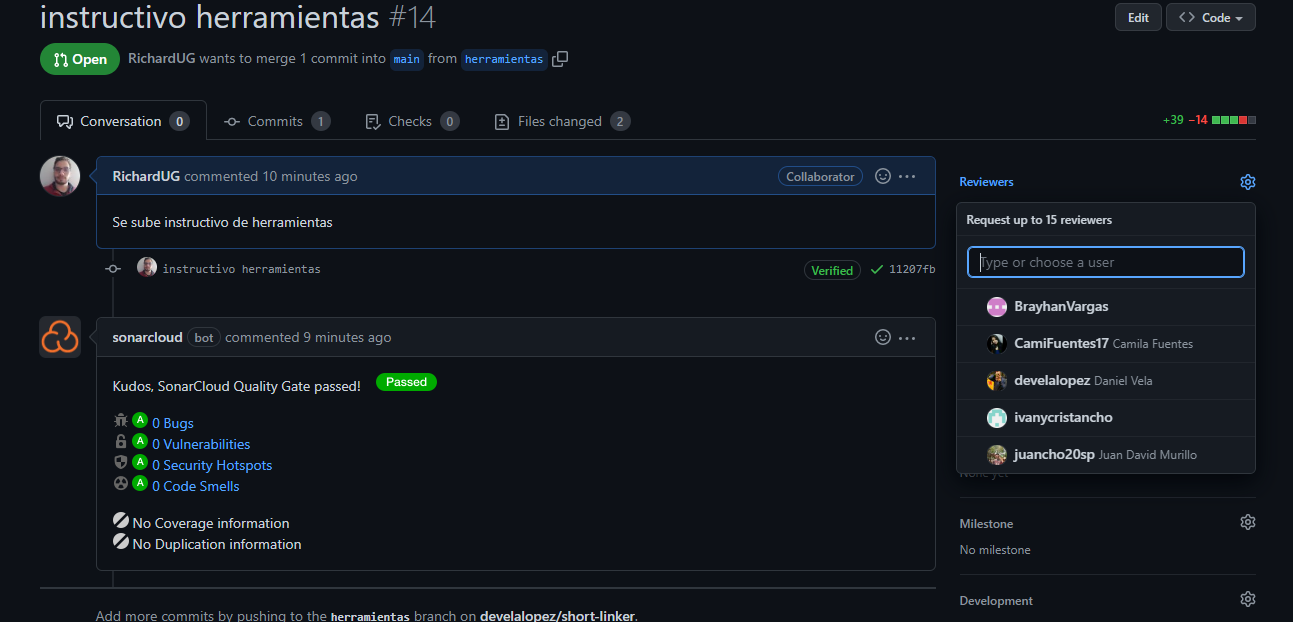 instructivo herramientas #14
Edit
Code
Open
RichardUG wants to merge 1 commit into main from herramientas
Conversation 0
Commits 1
Checks 0
Files changed 2
+39 −14
RichardUG commented 10 minutes ago
Collaborator
Se sube instructivo de herramientas
instructivo herramientas
Verified
11207fb
sonarcloud bot commented 9 minutes ago
Kudos, SonarCloud Quality Gate passed! Passed
A 0 Bugs
A 0 Vulnerabilities
A 0 Security Hotspots
A 0 Code Smells
No Coverage information
No Duplication information
Add more commits by pushing to the herramientas branch on develalopez/short-linker.
Reviewers
Request up to 15 reviewers
Type or choose a user
BrayhanVargas
CamiFuentes17 Camila Fuentes
develalopez Daniel Vela
ivanycristancho
juancho20sp Juan David Murillo
None yet
Milestone
No milestone
Development